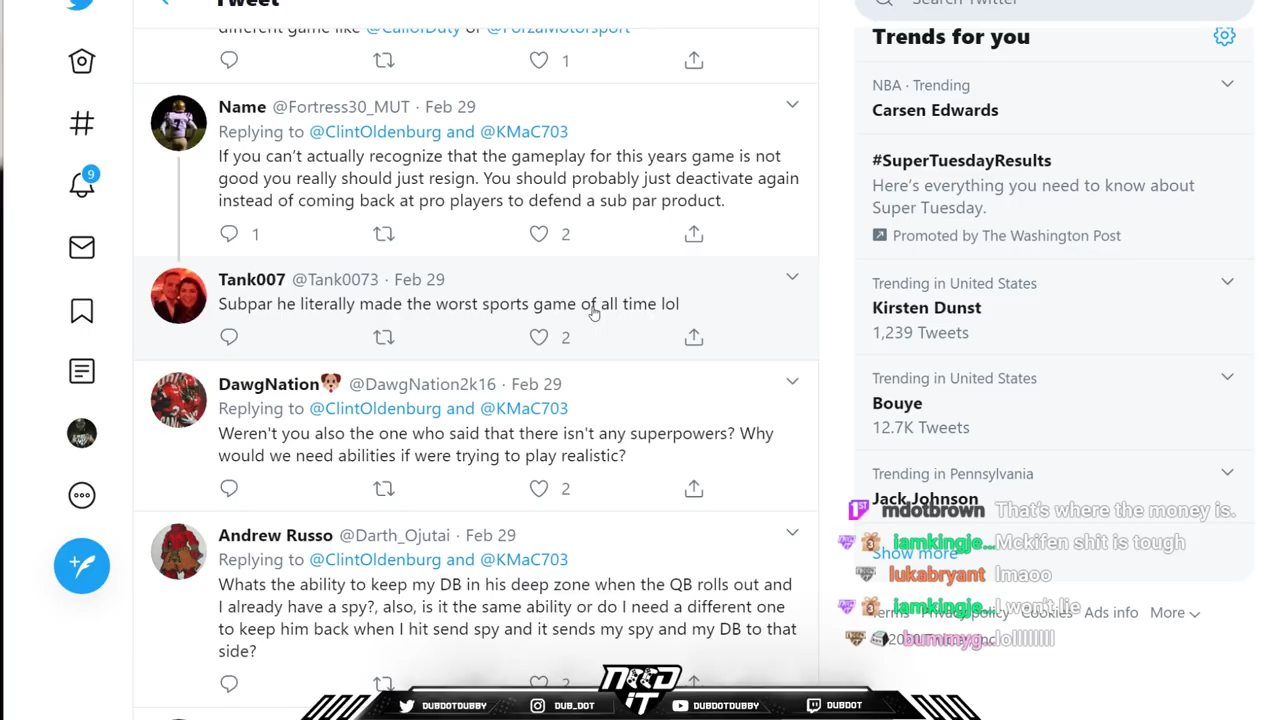 Tweet
Search Twitter
different game like @CallofDuty or @ForzaMotorsport
1
Name @Fortress30_MUT · Feb 29
Replying to @ClintOldenburg and @KMaC703
If you can't actually recognize that the gameplay for this years game is not
good you really should just resign. You should probably just deactivate again
instead of coming back at pro players to defend a sub par product.
1 2
Tank007 @Tank0073 · Feb 29
Subpar he literally made the worst sports game of all time lol
2
DawgNation🐶 @DawgNation2k16 · Feb 29
Replying to @ClintOldenburg and @KMaC703
Weren't you also the one who said that there isn't any superpowers? Why
would we need abilities if were trying to play realistic?
2
Andrew Russo @Darth_Ojutai · Feb 29
Replying to @ClintOldenburg and @KMaC703
Whats the ability to keep my DB in his deep zone when the QB rolls out and
I already have a spy?, also, is it the same ability or do I need a different one
to keep him back when I hit send spy and it sends my spy and my DB to that
side?
2
9
Trends for you
NBA · Trending
Carsen Edwards
#SuperTuesdayResults
Here's everything you need to know about
Super Tuesday.
Promoted by The Washington Post
Trending in United States
Kirsten Dunst
1,239 Tweets
Trending in United States
Bouye
12.7K Tweets
Trending in Pennsylvania
Jack Johnson
Show more
Terms Privacy policy Cookies Ads info More
mdotbrown That's where the money is.
iamkingje... Mckifen shit is tough
lukabryant lmaoo
iamkingje... I won't lie
bummyg... lollllllll
NEED IT
DUBDOTDUBBY DUB_DOT DUBDOTDUBBY DUBDOT